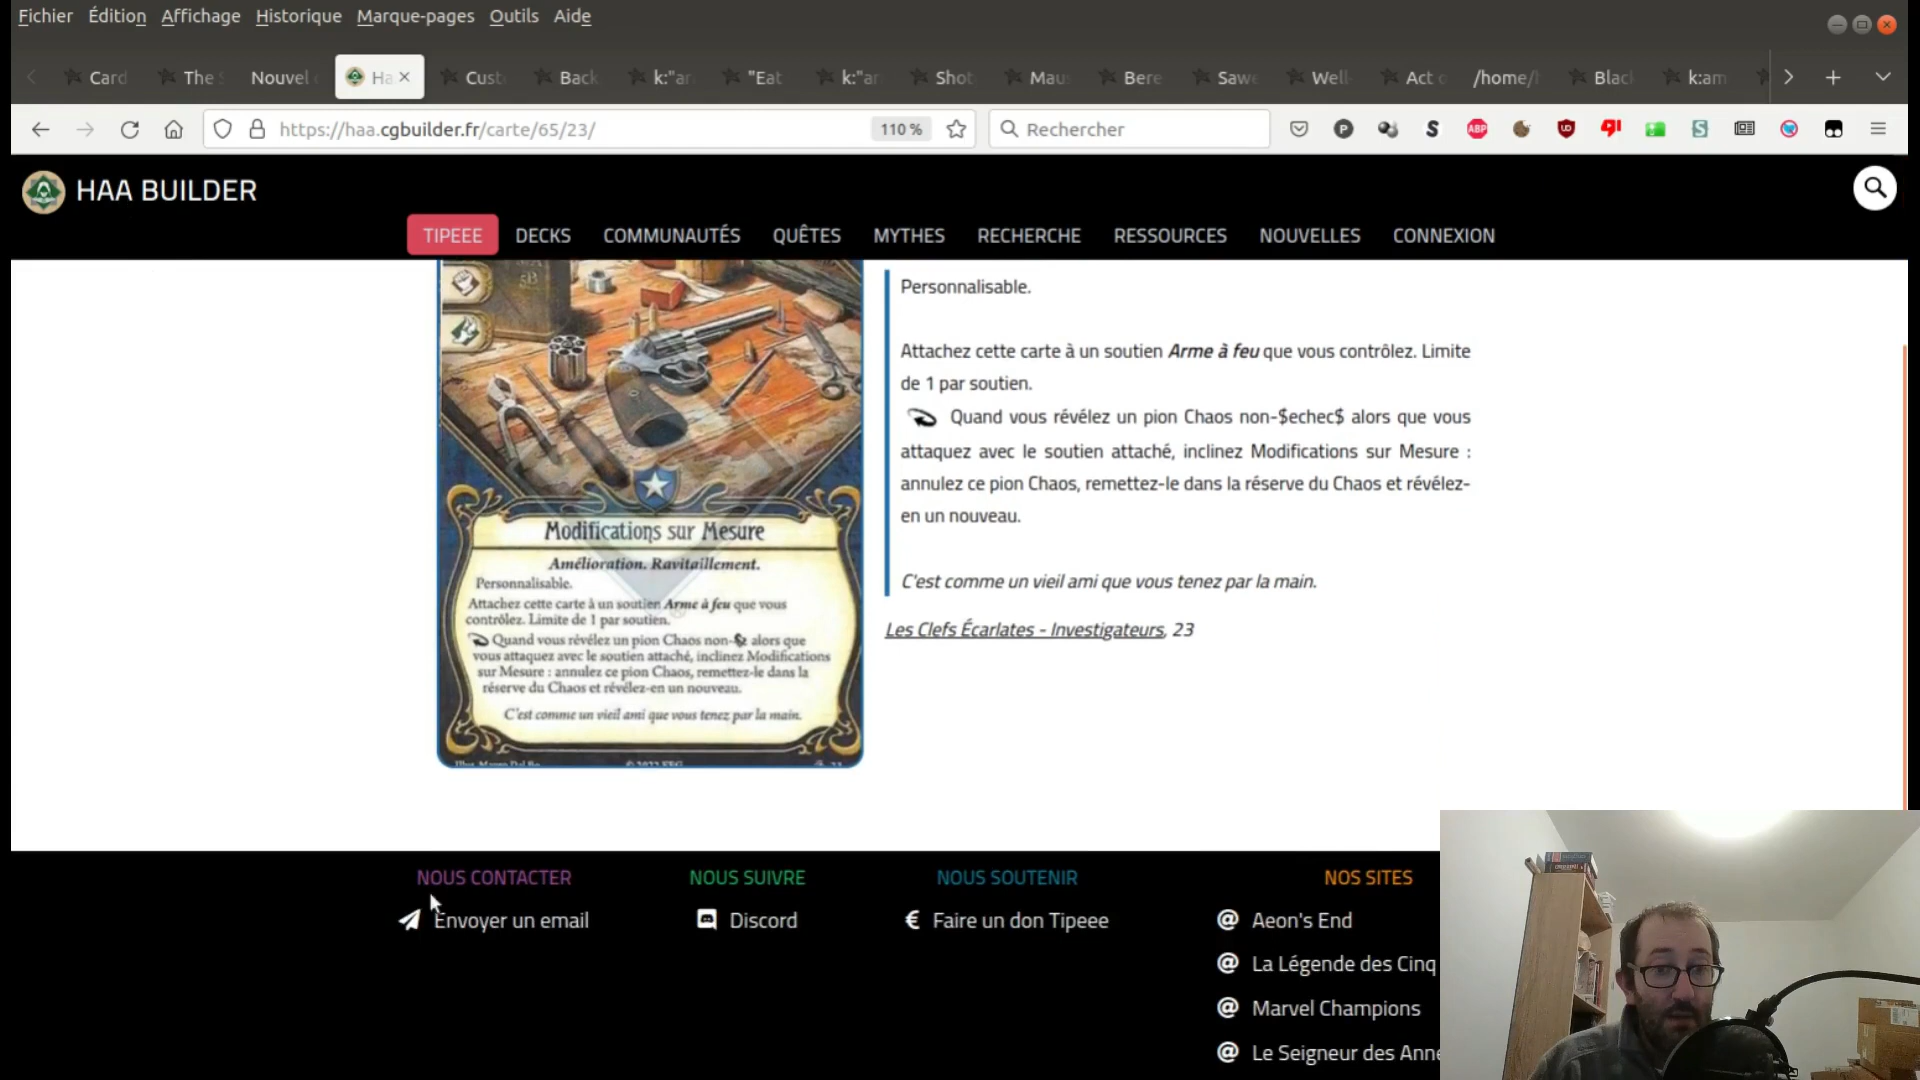 Fichier Édition Affichage Historique Marque-pages Outils Aide
Card The Nouvel Ha Cust Back k:"ar "Eat k:"ar Shot Mau Bere Sawe Well Act o /home/ Blac k:am
https://haa.cgbuilder.fr/carte/65/23/ 110 % Rechercher
HAA BUILDER
TIPEEE DECKS COMMUNAUTÉS QUÊTES MYTHES RECHERCHE RESSOURCES NOUVELLES CONNEXION
Modifications sur Mesure
Amélioration. Ravitaillement.
Personnalisable.
Attachez cette carte à un soutien Arme à feu que vous
contrôlez. Limite de 1 par soutien.
Quand vous révélez un pion Chaos non- alors que
vous attaquez avec le soutien attaché, inclinez Modifications
sur Mesure : annulez ce pion Chaos, remettez-le dans la
réserve du Chaos et révélez-en un nouveau.
C'est comme un vieil ami que vous tenez par la main.
Personnalisable.
Attachez cette carte à un soutien Arme à feu que vous contrôlez. Limite
de 1 par soutien.
Quand vous révélez un pion Chaos non-$echec$ alors que vous
attaquez avec le soutien attaché, inclinez Modifications sur Mesure :
annulez ce pion Chaos, remettez-le dans la réserve du Chaos et révélez-
en un nouveau.
C'est comme un vieil ami que vous tenez par la main.
Les Clefs Écarlates - Investigateurs, 23
NOUS CONTACTER
Envoyer un email
NOUS SUIVRE
Discord
NOUS SOUTENIR
€ Faire un don Tipeee
NOS SITES
@ Aeon's End
@ La Légende des Cinq
@ Marvel Champions
@ Le Seigneur des Anne